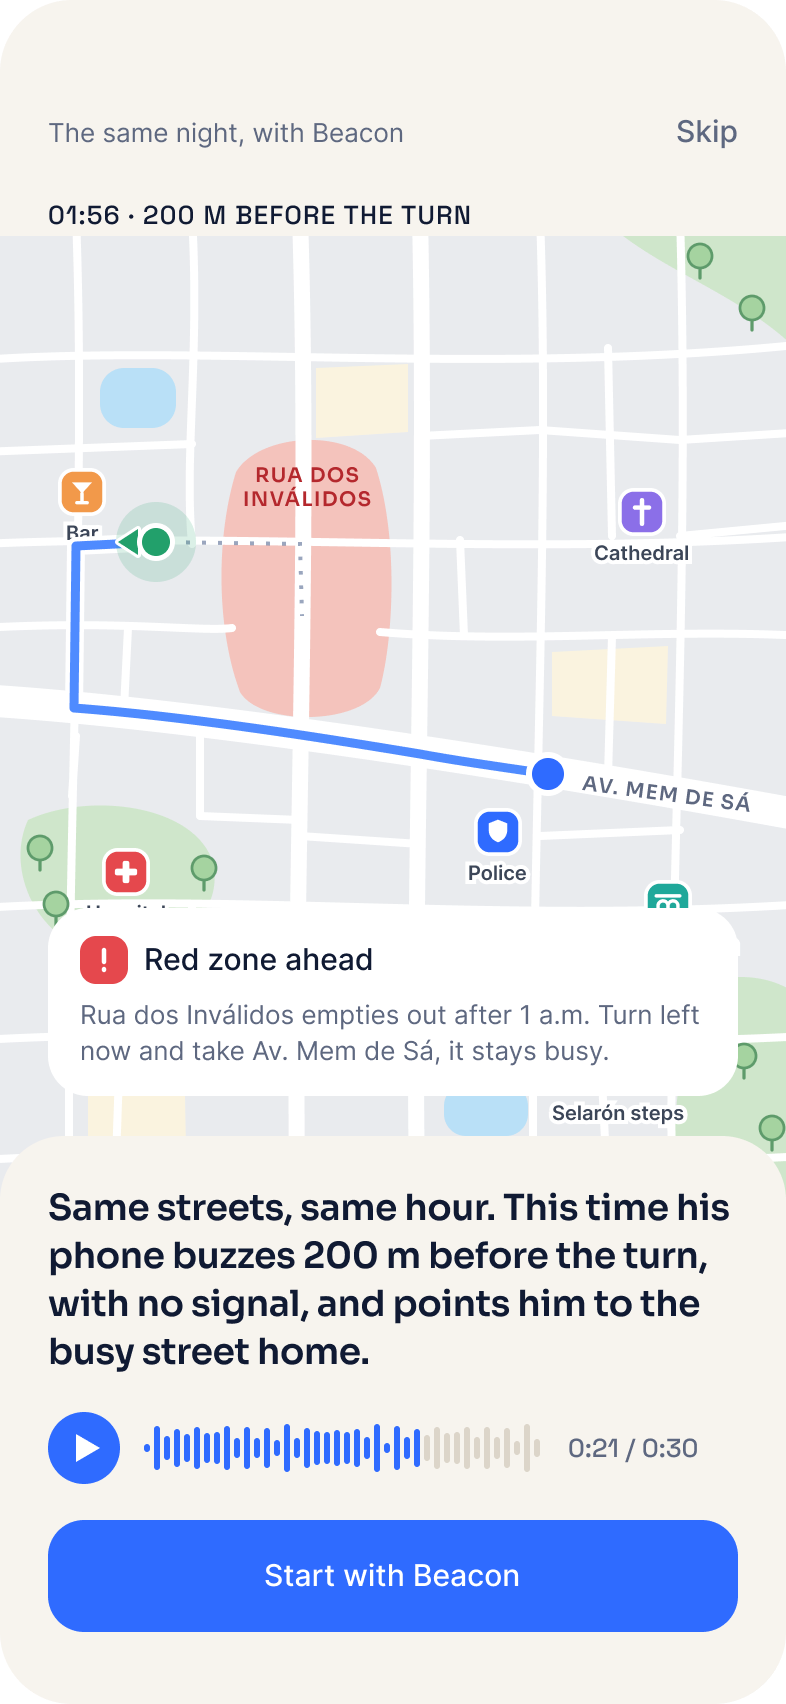 The same night, with Beacon
Skip
01:56 · 200 M BEFORE THE TURN
RUA DOS
INVÁLIDOS
Bar
Cathedral
AV. MEM DE SÁ
Police
Red zone ahead
Rua dos Inválidos empties out after 1 a.m. Turn left
now and take Av. Mem de Sá, it stays busy.
Selarón steps
Same streets, same hour. This time his
phone buzzes 200 m before the turn,
with no signal, and points him to the
busy street home.
0:21 / 0:30
Start with Beacon